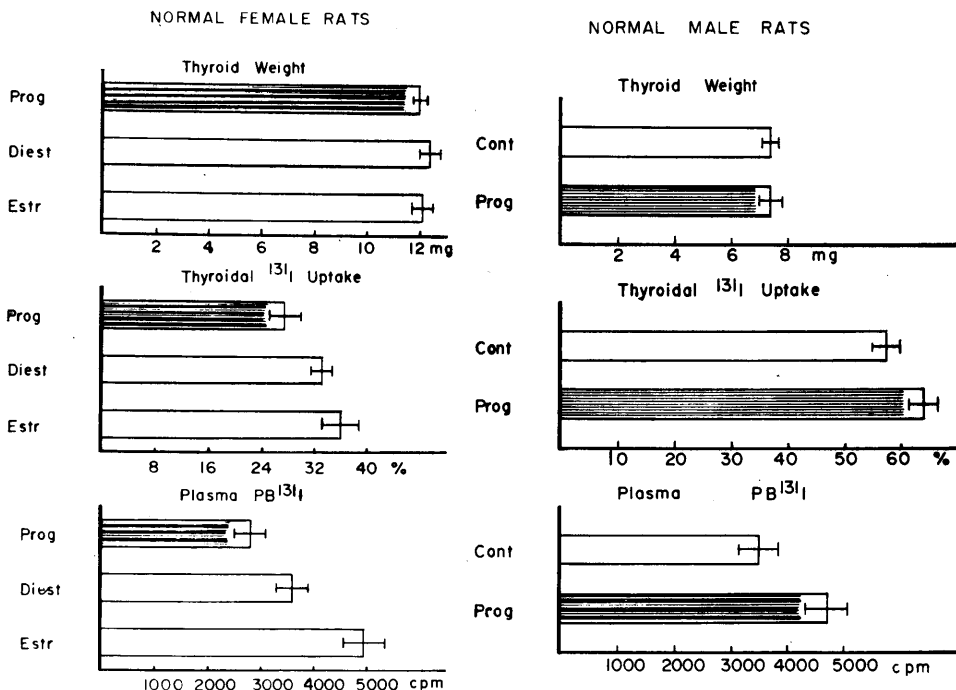 NORMAL FEMALE RATS
Thyroid Weight
Prog
Diest
Estr
2 4 6 8 10 12 mg
Thyroidal 131I Uptake
Prog
Diest
Estr
8 16 24 32 40 %
Plasma PB131I
Prog
Diest
Estr
1000 2000 3000 4000 5000 cpm
NORMAL MALE RATS
Thyroid Weight
Cont
Prog
2 4 6 8 mg
Thyroidal 131I Uptake
Cont
Prog
10 20 30 40 50 60 %
Plasma PB131I
Cont
Prog
1000 2000 3000 4000 5000 cpm